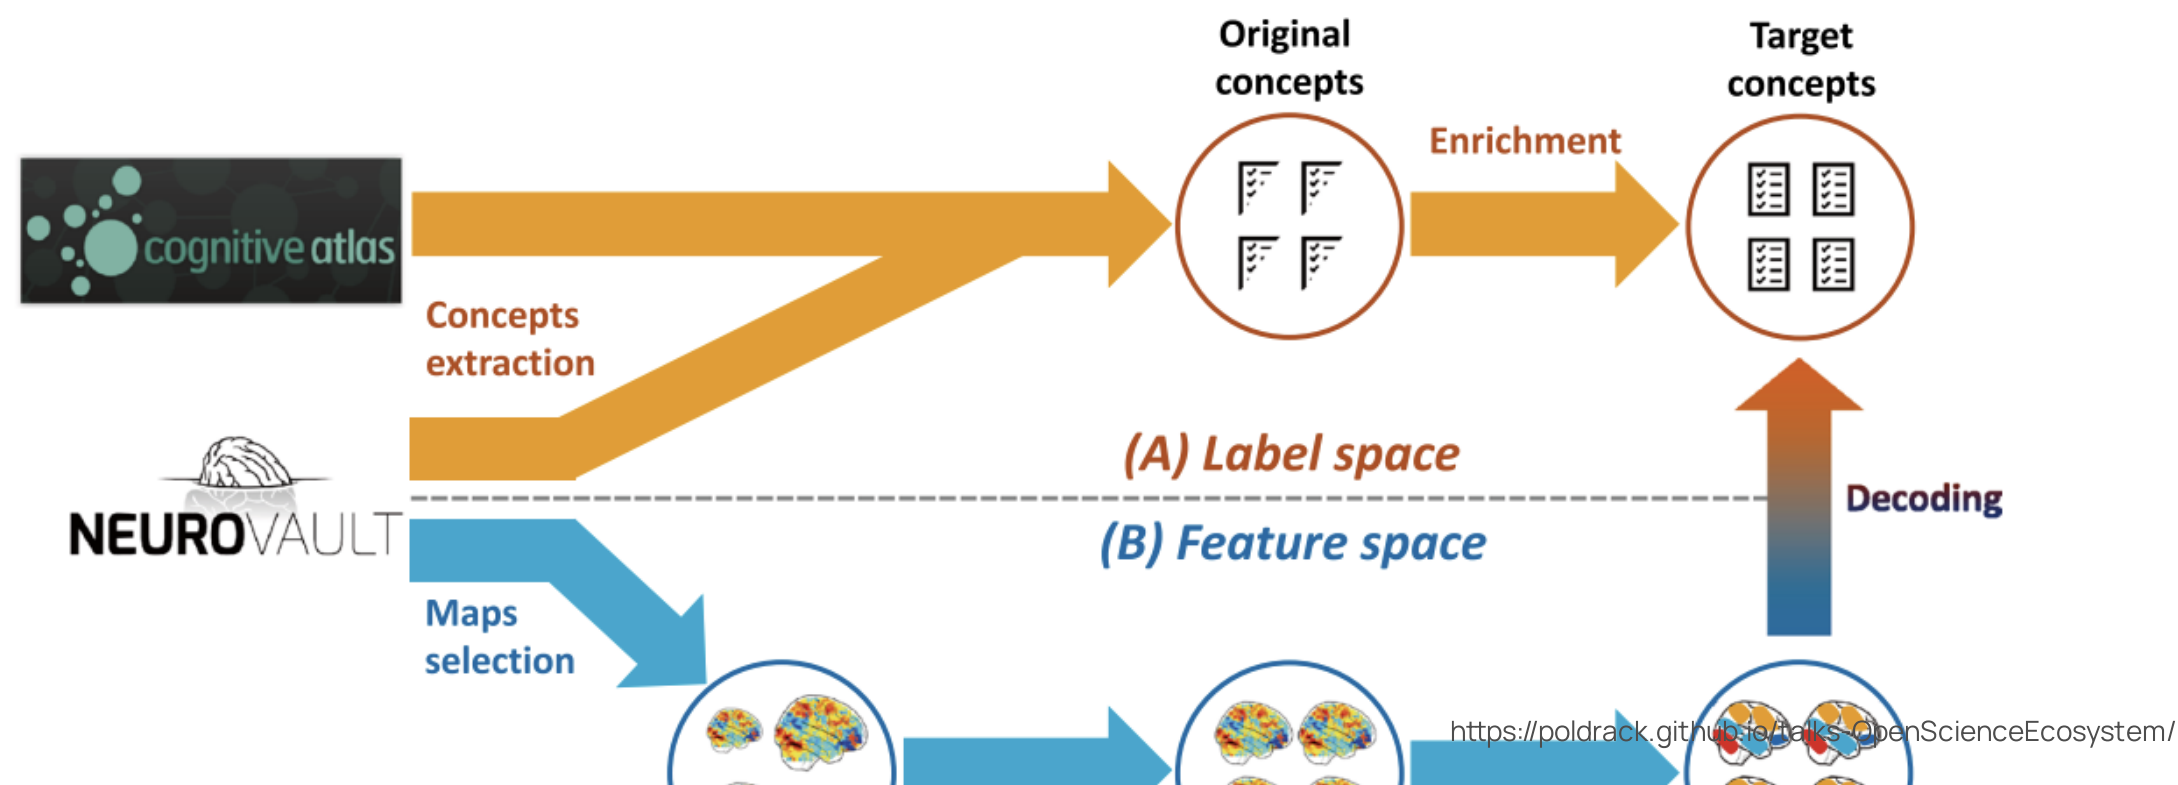 Original
concepts
Target
concepts
Enrichment
cognitive atlas
Concepts
extraction
(A) Label space
NEUROVAULT
Decoding
(B) Feature space
Maps
selection
https://poldrack.github.io/talks-OpenScienceEcosystem/